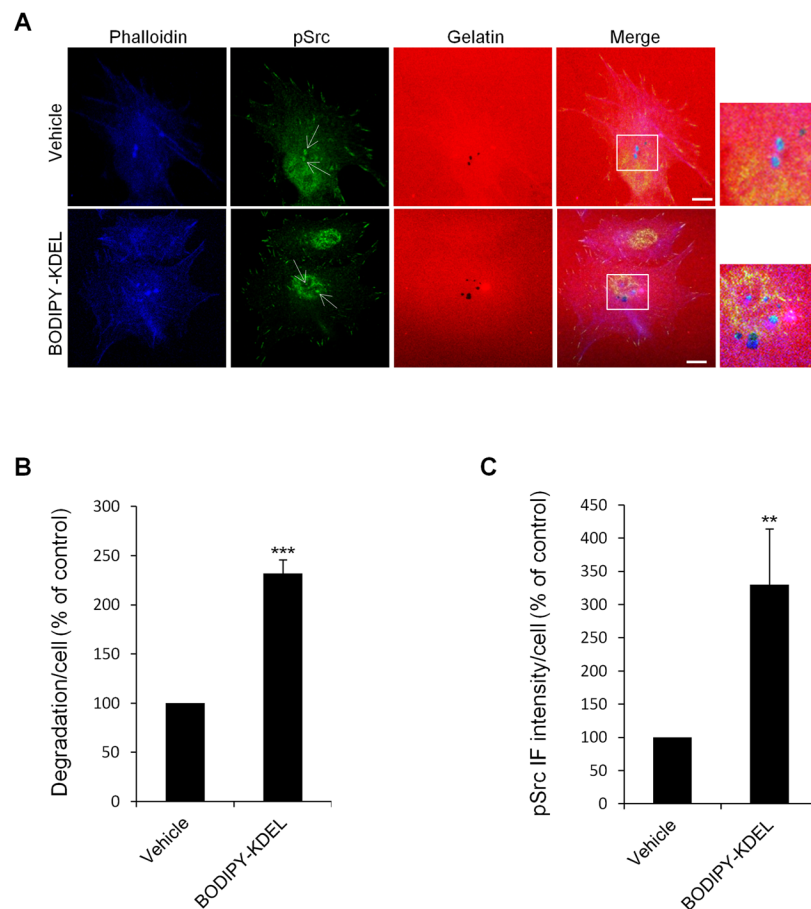 A
Phalloidin pSrc Gelatin Merge
Vehicle
BODIPY -KDEL
B
Degradation/cell (% of control)
300
250
200
150
100
50
0
***
Vehicle
BODIPY-KDEL
C
pSrc IF intensity/cell (% of control)
450
400
350
300
250
200
150
100
50
0
**
Vehicle
BODIPY-KDEL